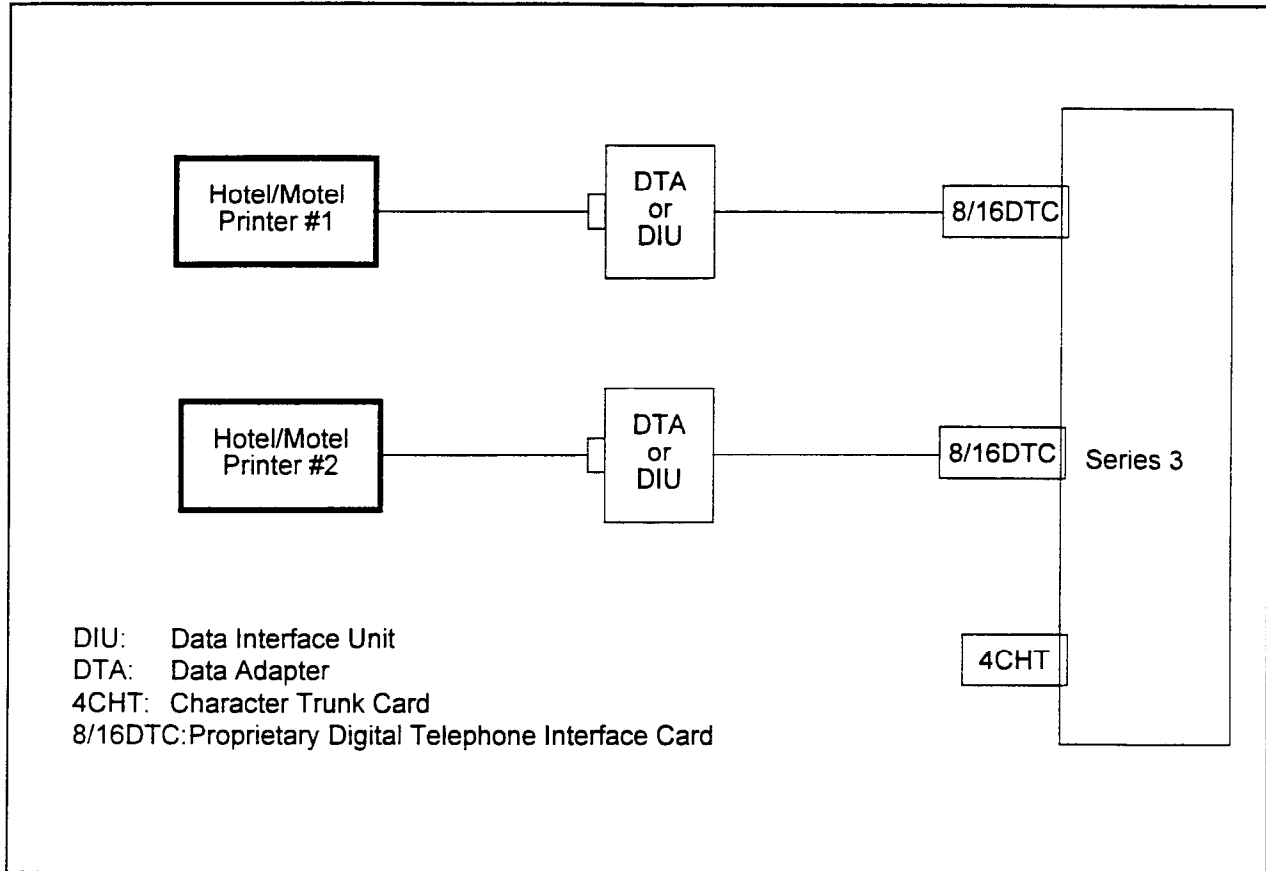 Hotel/Motel
Printer #1
DTA
or
DIU
8/16DTC
Hotel/Motel
Printer #2
DTA
or
DIU
8/16DTC
Series 3
4CHT
DIU: Data Interface Unit
DTA: Data Adapter
4CHT: Character Trunk Card
8/16DTC:Proprietary Digital Telephone Interface Card